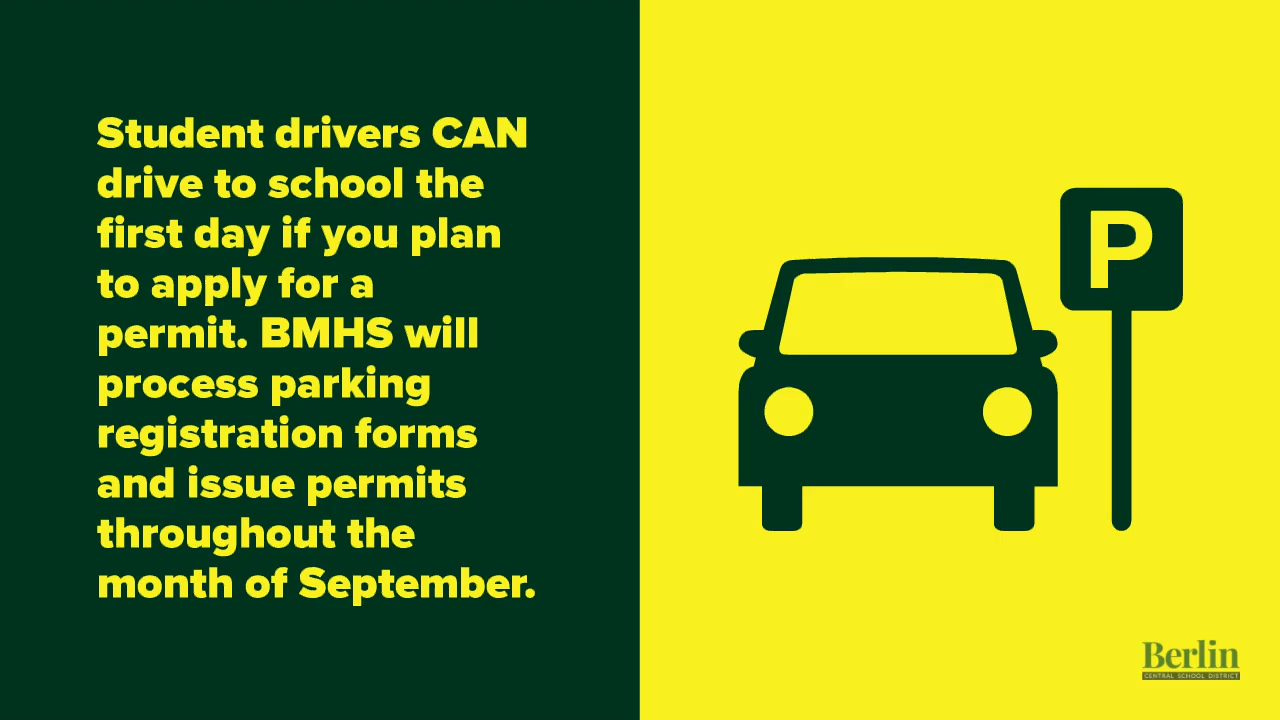 Student drivers CAN
drive to school the
first day if you plan
to apply for a
permit. BMHS will
process parking
registration forms
and issue permits
throughout the
month of September.
P
Berlin
CENTRAL SCHOOL DISTRICT